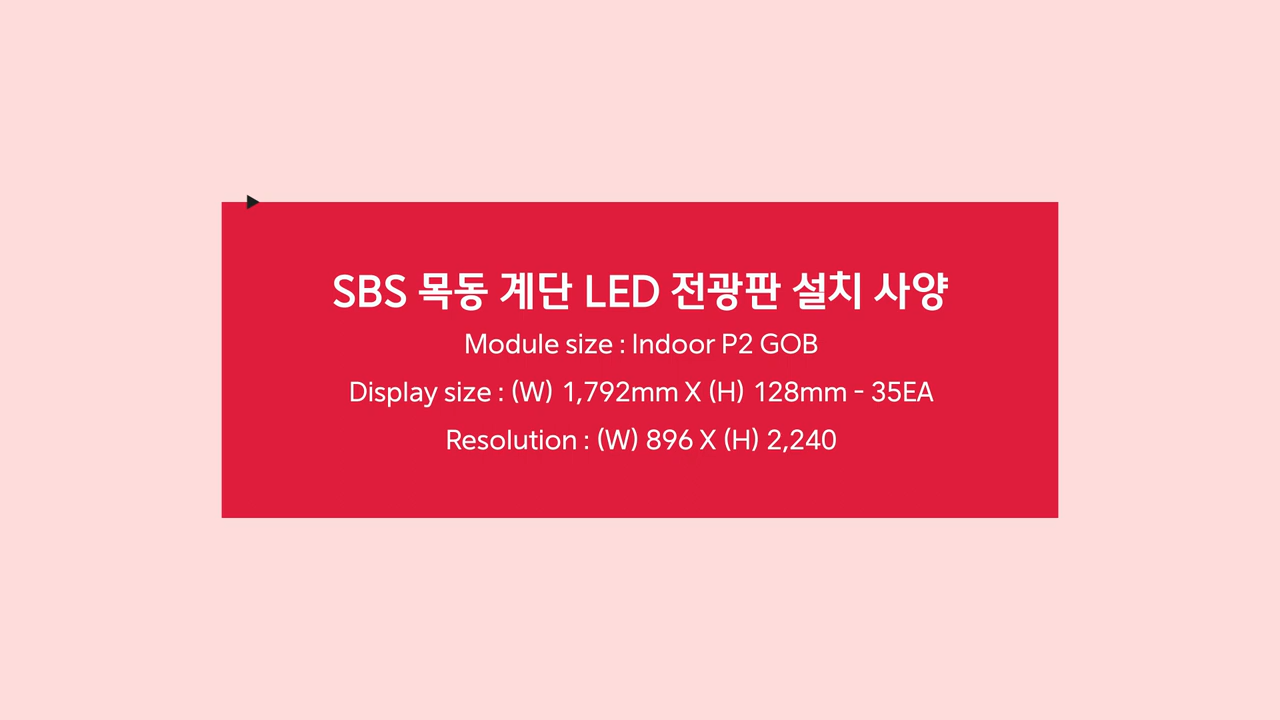 SBS 목동 계단 LED 전광판 설치 사양
Module size : Indoor P2 GOB
Display size : (W) 1,792mm X (H) 128mm - 35EA
Resolution : (W) 896 X (H) 2,240